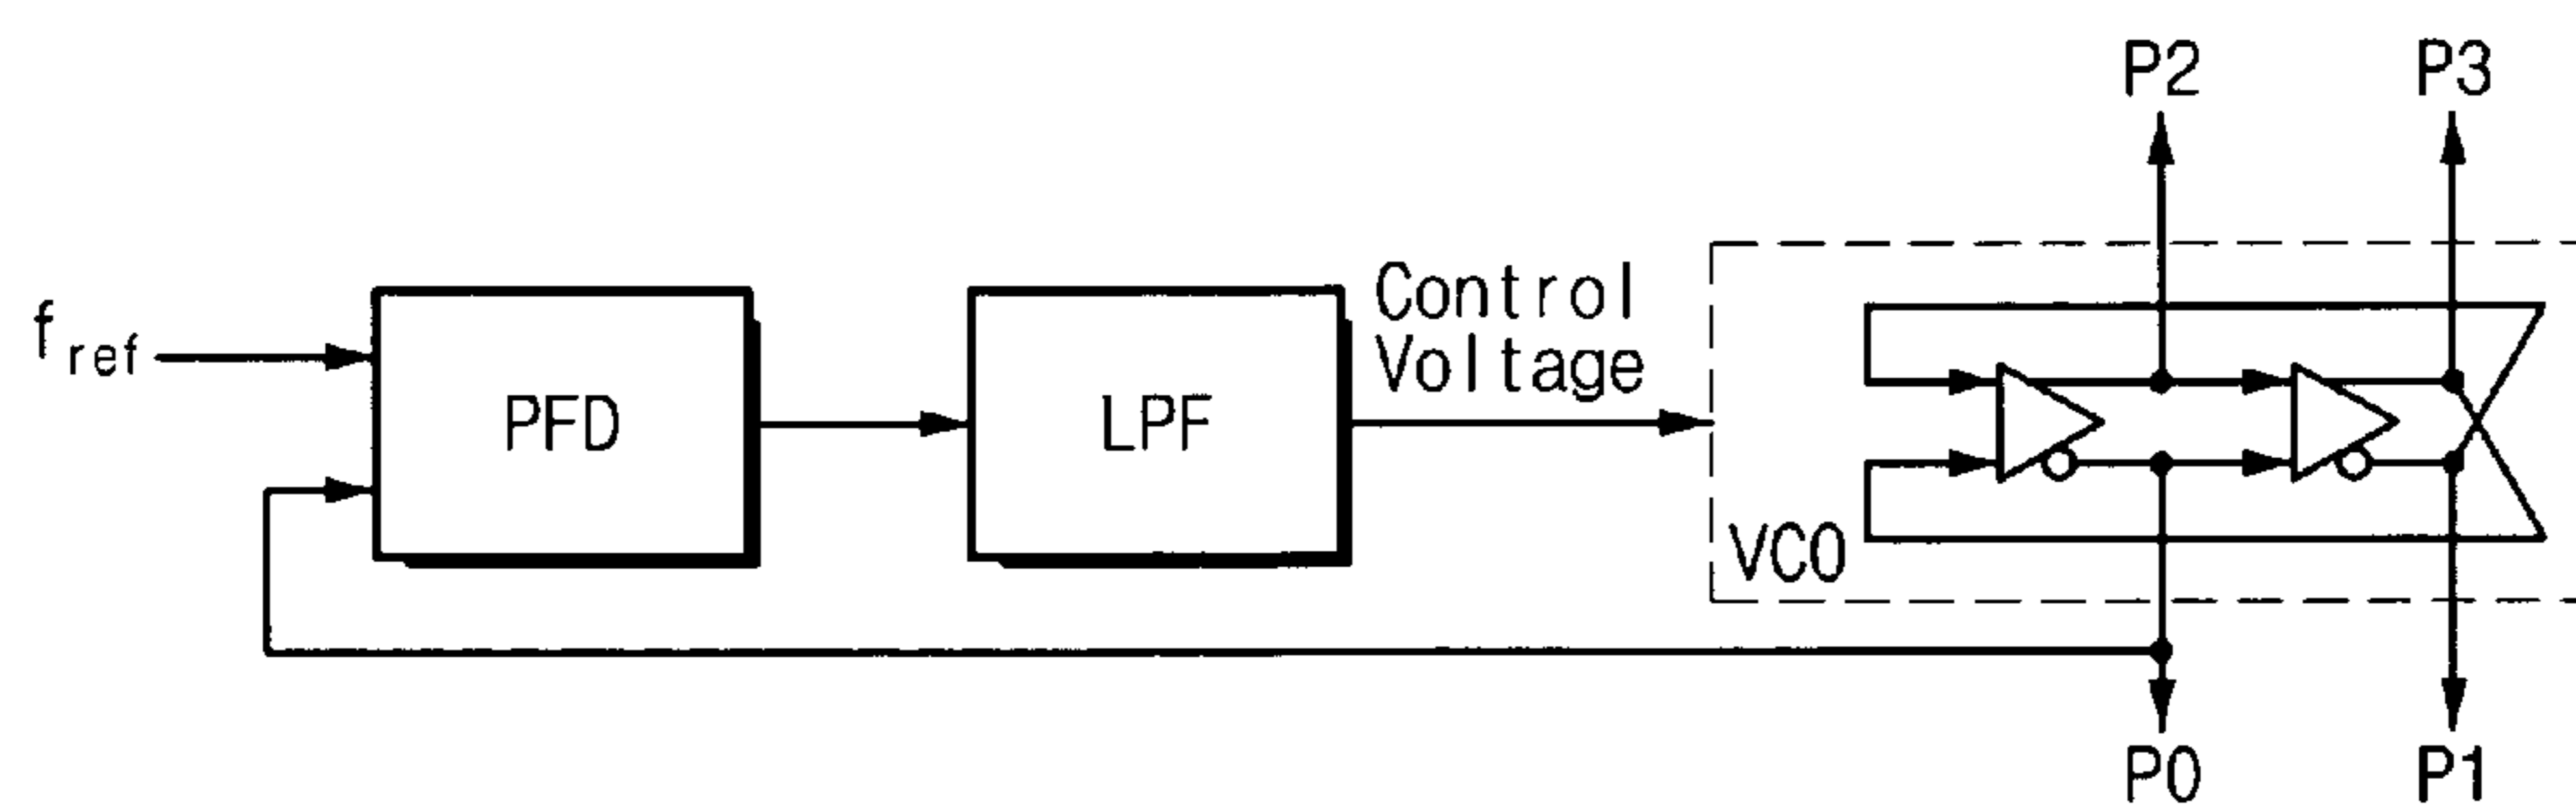 P2
P3
f ref
PFD
LPF
Control
Voltage
VCO
P0
P1